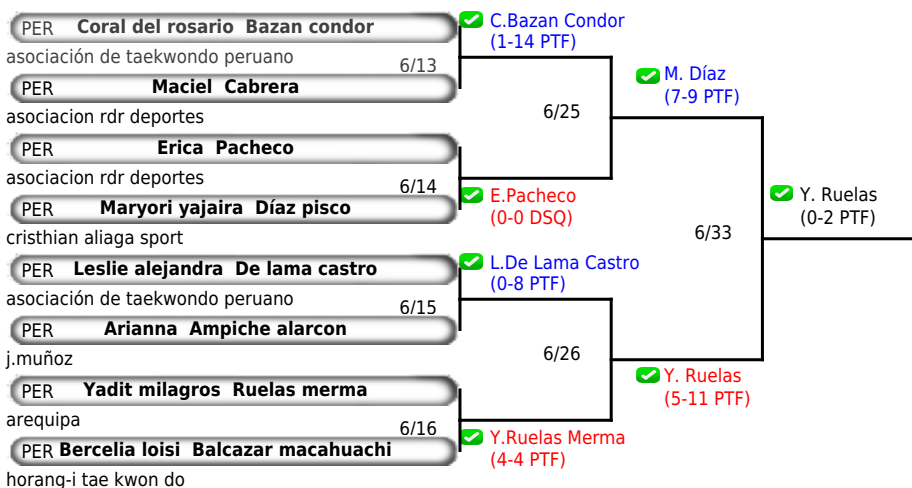 PER Coral del rosario Bazan condor
asociación de taekwondo peruano
6/13
PER Maciel Cabrera
asociacion rdr deportes
PER Erica Pacheco
asociacion rdr deportes
6/14
PER Maryori yajaira Díaz pisco
cristhian aliaga sport
PER Leslie alejandra De lama castro
asociación de taekwondo peruano
6/15
PER Arianna Ampiche alarcon
j.muñoz
PER Yadit milagros Ruelas merma
arequipa
6/16
PER Bercelia loisi Balcazar macahuachi
horang-i tae kwon do
C.Bazan Condor
(1-14 PTF)
6/25
E.Pacheco
(0-0 DSQ)
L.De Lama Castro
(0-8 PTF)
6/26
Y.Ruelas Merma
(4-4 PTF)
M. Díaz
(7-9 PTF)
6/33
Y. Ruelas
(5-11 PTF)
Y. Ruelas
(0-2 PTF)